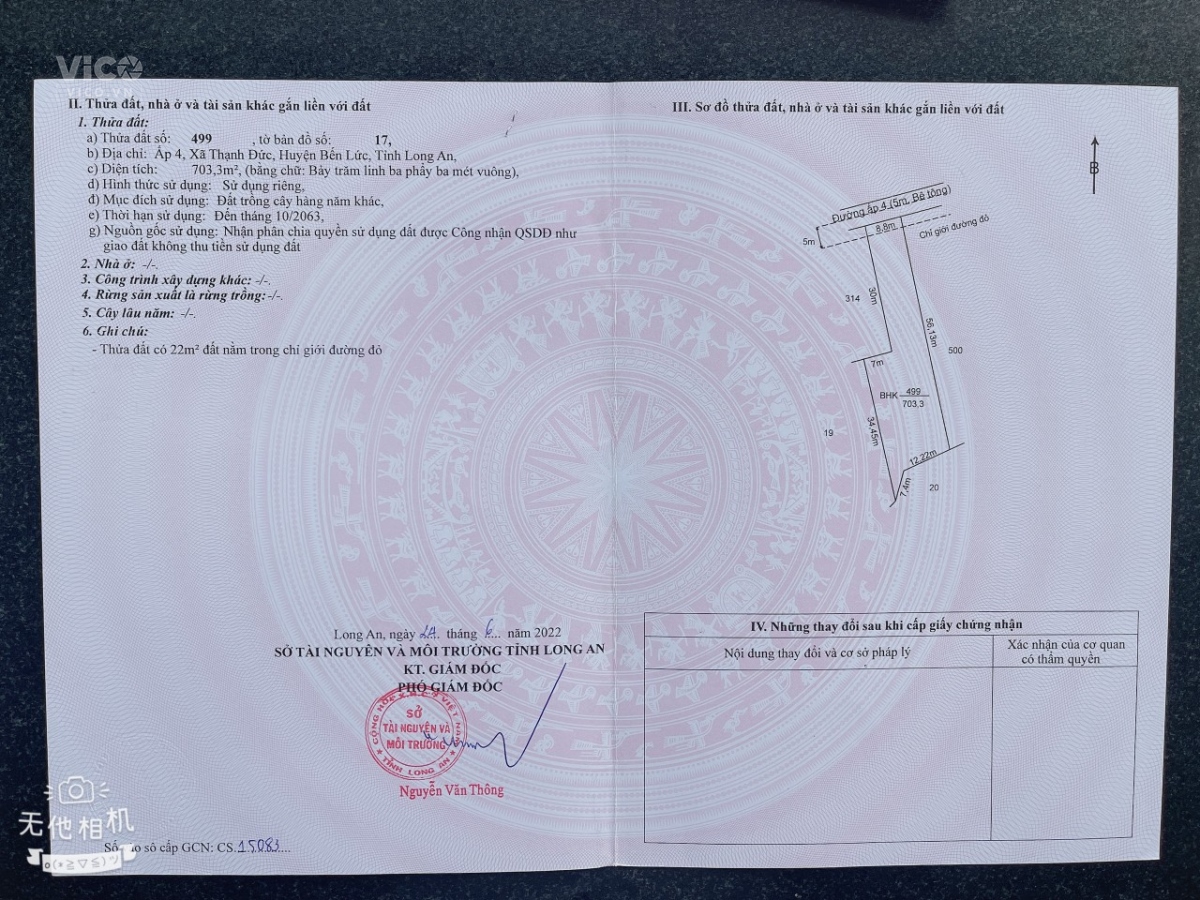 VICO
VICO.VN
II. Thửa đất, nhà ở và tài sản khác gắn liền với đất
1. Thửa đất:
a) Thửa đất số: 499 , tờ bản đồ số: 17,
b) Địa chỉ: Ấp 4, Xã Thạnh Đức, Huyện Bến Lức, Tỉnh Long An,
c) Diện tích: 703,3m², (bằng chữ: Bảy trăm linh ba phẩy ba mét vuông),
d) Hình thức sử dụng: Sử dụng riêng,
đ) Mục đích sử dụng: Đất trồng cây hàng năm khác,
e) Thời hạn sử dụng: Đến tháng 10/2063,
g) Nguồn gốc sử dụng: Nhận phân chia quyền sử dụng đất được Công nhận QSDĐ như
giao đất không thu tiền sử dụng đất
2. Nhà ở: -/-.
3. Công trình xây dựng khác: -/-.
4. Rừng sản xuất là rừng trồng: -/-.
5. Cây lâu năm: -/-.
6. Ghi chú:
- Thửa đất có 22m² đất nằm trong chỉ giới đường đỏ
Long An, ngày 24. tháng 6... năm 2022
SỞ TÀI NGUYÊN VÀ MÔI TRƯỜNG TỈNH LONG AN
KT. GIÁM ĐỐC
PHÓ GIÁM ĐỐC
CỘNG HÒA X.H.C.N VIỆT NAM
SỞ
TÀI NGUYÊN VÀ
MÔI TRƯỜNG
TỈNH LONG AN
Nguyễn Văn Thông
无他相机
Số vào sổ cấp GCN: CS.15083...
III. Sơ đồ thửa đất, nhà ở và tài sản khác gắn liền với đất
B
Đường ấp 4 (5m, Bê tông)
Chỉ giới đường đỏ
5m
8,8m
314
30m
56,13m
500
7m
BHK 499
703,3
19
34,45m
12,22m
7,4m
20
IV. Những thay đổi sau khi cấp giấy chứng nhận
Nội dung thay đổi và cơ sở pháp lý
Xác nhận của cơ quan
có thẩm quyền